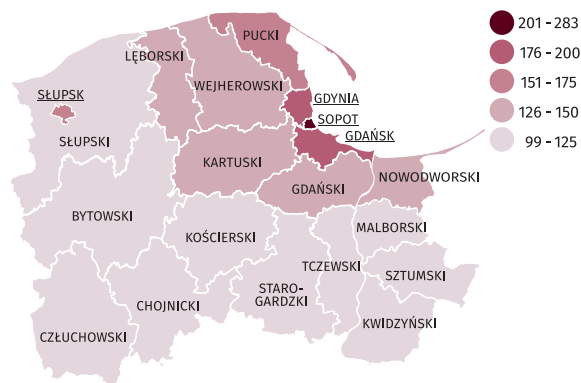 PUCKI
LĘBORSKI
WEJHEROWSKI
SŁUPSK
GDYNIA
SOPOT
GDAŃSK
SŁUPSKI
KARTUSKI
GDAŃSKI
NOWODWORSKI
BYTOWSKI
KOŚCIERSKI
MALBORSKI
TCZEWSKI
SZTUMSKI
STARO-
GARDZKI
CHOJNICKI
KWIDZYŃSKI
CZŁUCHOWSKI
201 - 283
176 - 200
151 - 175
126 - 150
99 - 125